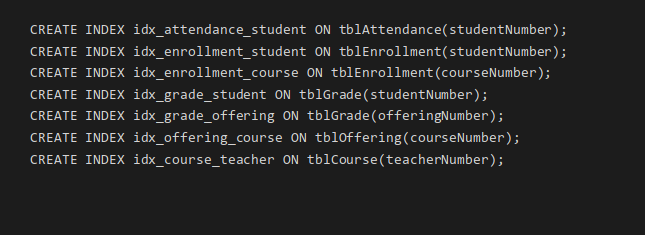 CREATE INDEX idx_attendance_student ON tblAttendance(studentNumber);
CREATE INDEX idx_enrollment_student ON tblEnrollment(studentNumber);
CREATE INDEX idx_enrollment_course ON tblEnrollment(courseNumber);
CREATE INDEX idx_grade_student ON tblGrade(studentNumber);
CREATE INDEX idx_grade_offering ON tblGrade(offeringNumber);
CREATE INDEX idx_offering_course ON tblOffering(courseNumber);
CREATE INDEX idx_course_teacher ON tblCourse(teacherNumber);